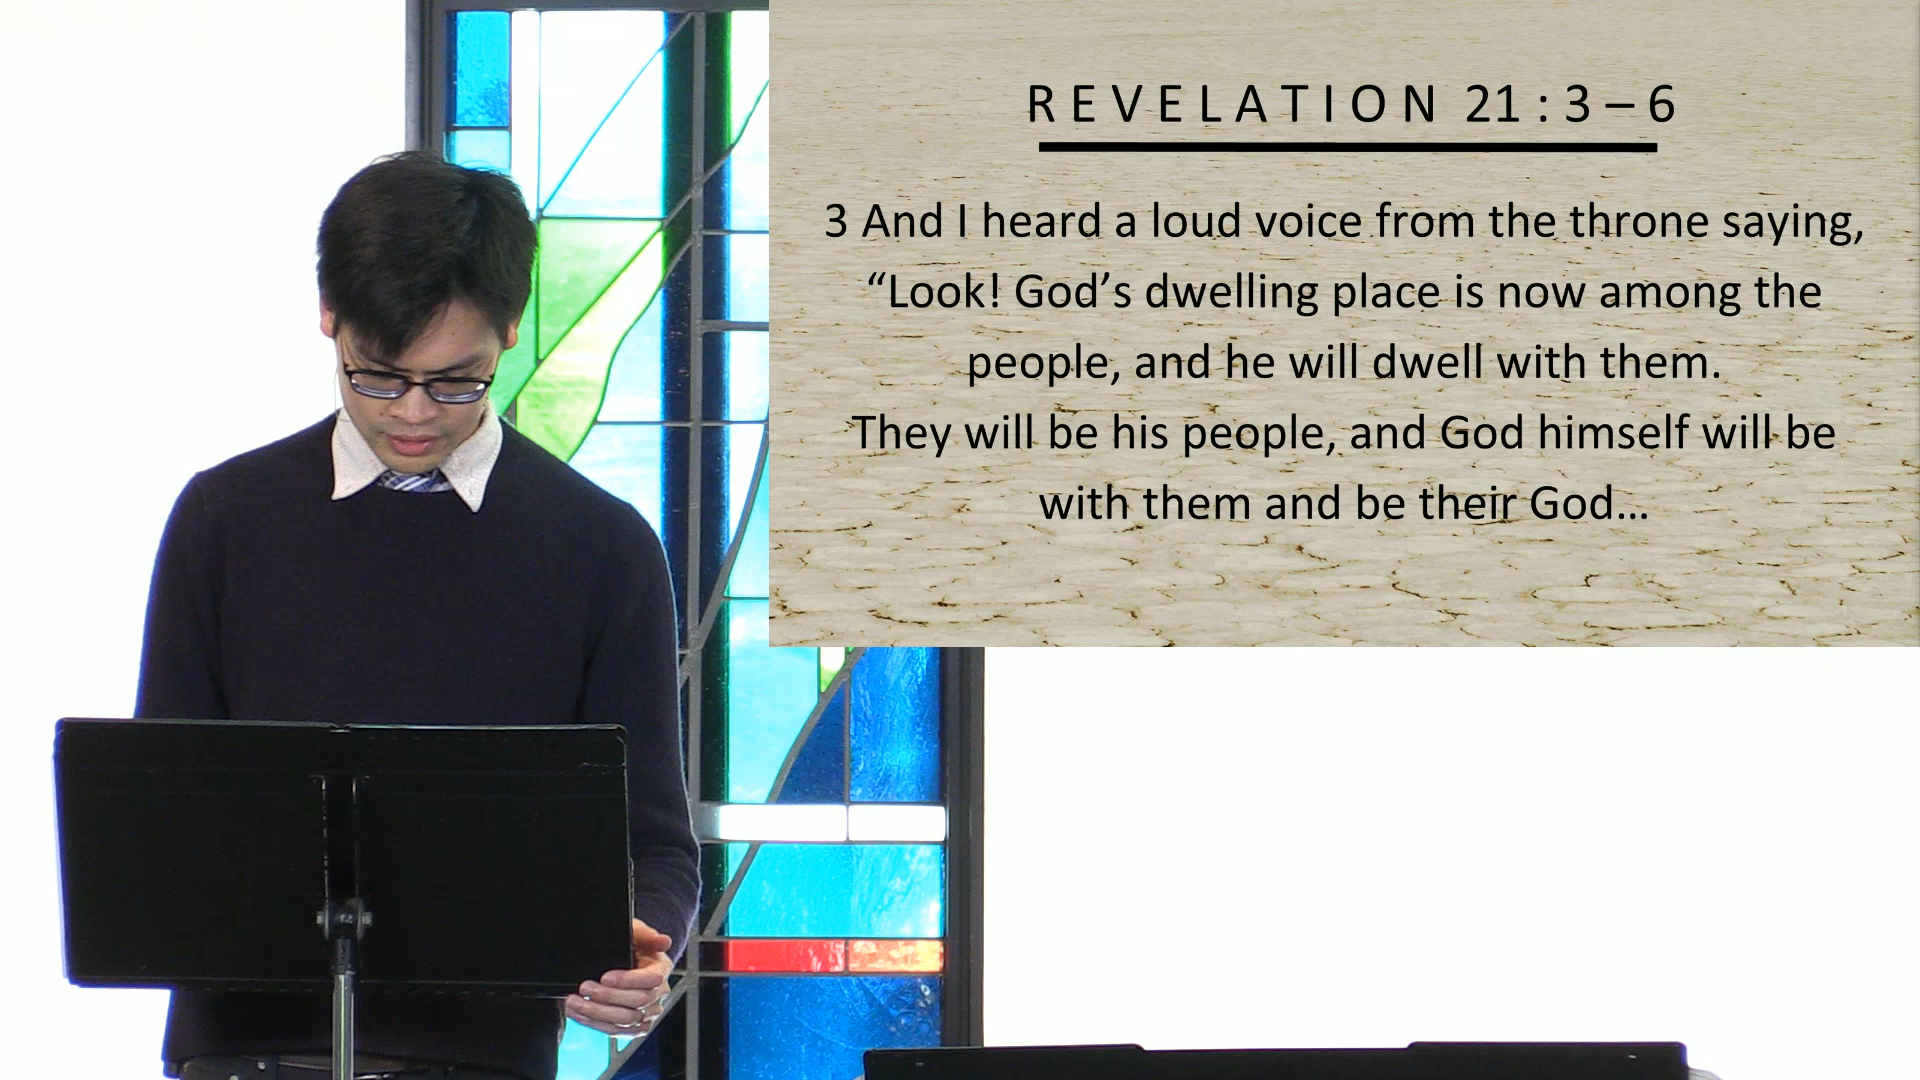 REVELATION 21:3–6
3 And I heard a loud voice from the throne saying,
“Look! God’s dwelling place is now among the
people, and he will dwell with them.
They will be his people, and God himself will be
with them and be their God…